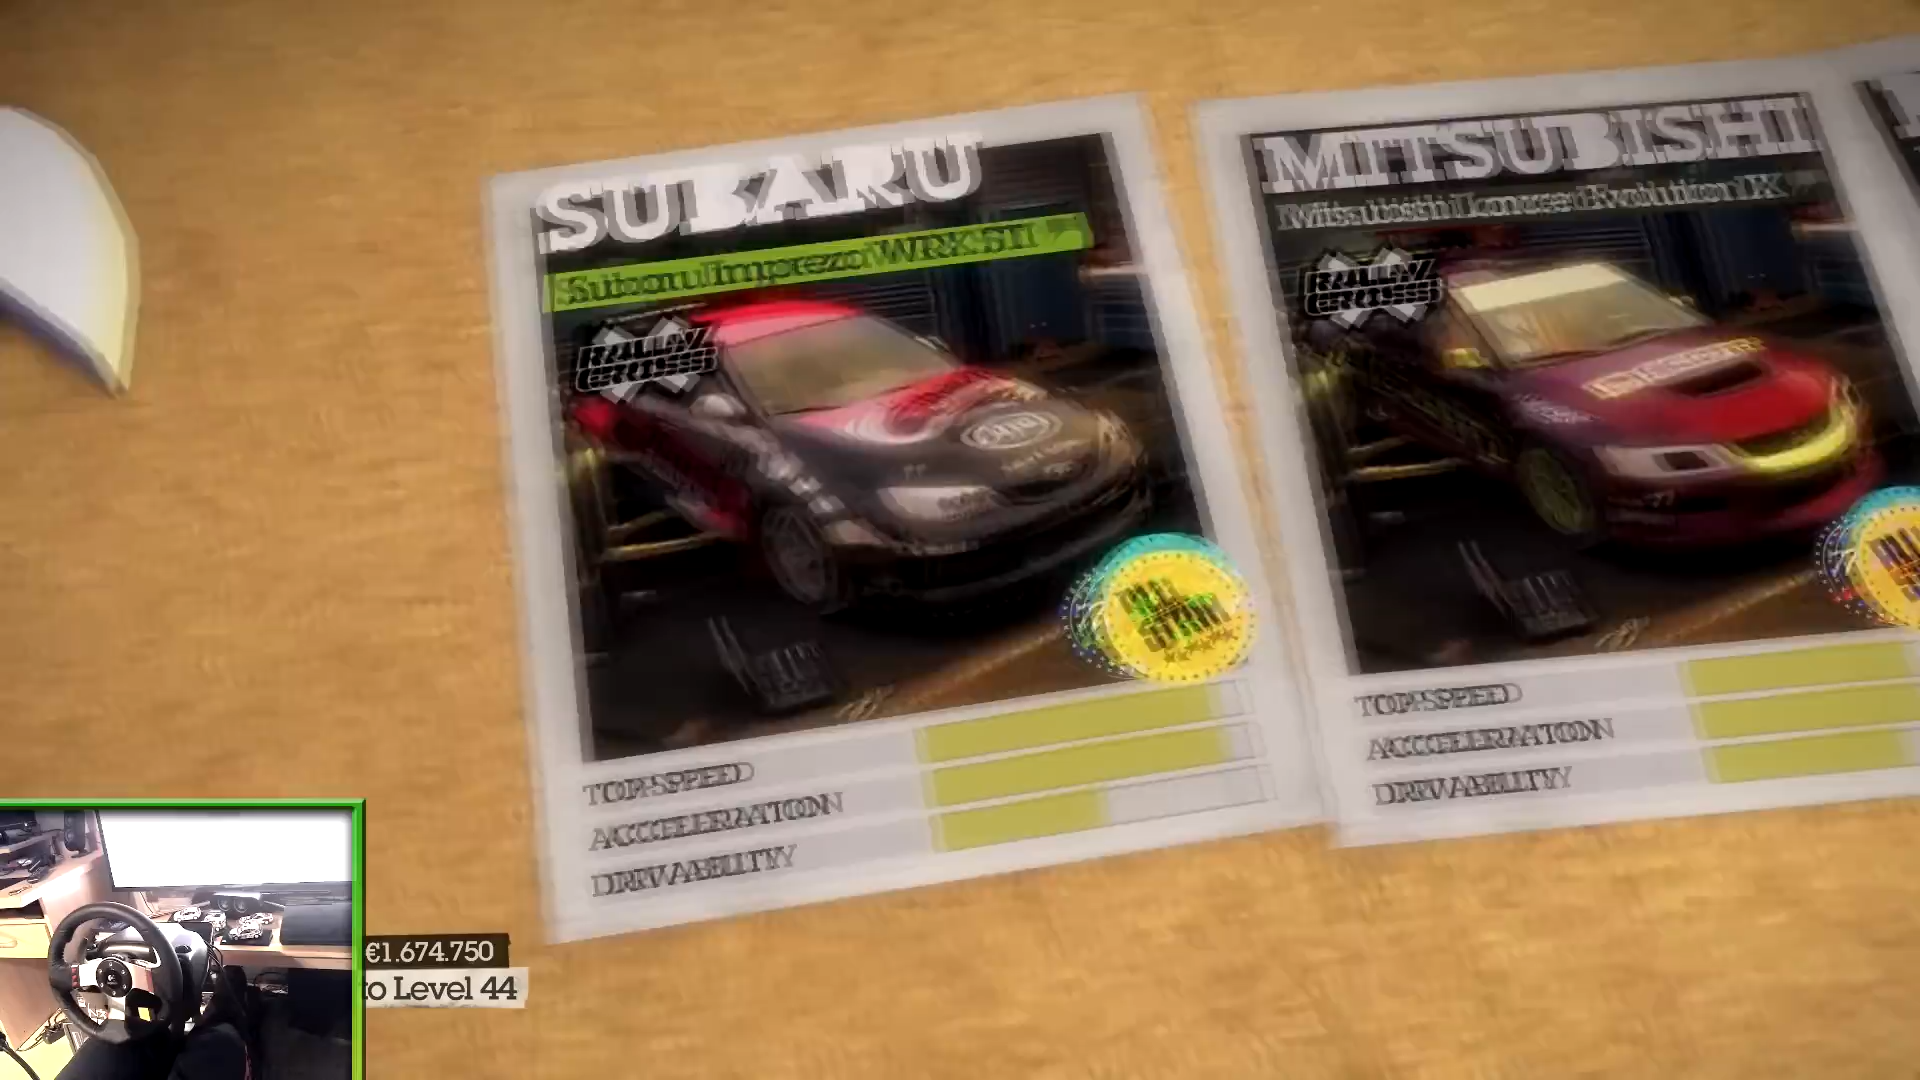 SUBARU
Subaru Impreza WRX STI
RALLY
CROSS
TOP SPEED
ACCELERATION
DRIVABILITY
MITSUBISHI
Mitsubishi Lancer Evolution IX
RALLY
CROSS
TOP SPEED
ACCELERATION
DRIVABILITY
€1.674.750
to Level 44